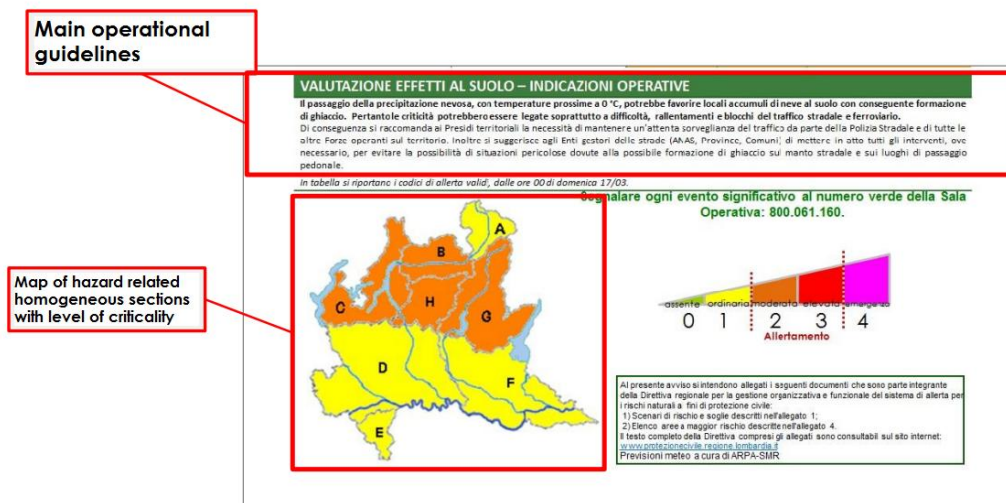 Main operational
guidelines
VALUTAZIONE EFFETTI AL SUOLO – INDICAZIONI OPERATIVE
Il passaggio della precipitazione nevosa, con temperature prossime a 0 °C, potrebbe favorire locali accumuli di neve al suolo con conseguente formazione
di ghiaccio. Pertanto le criticità potrebbero essere legate soprattutto a difficoltà, rallentamenti e blocchi del traffico stradale e ferroviario.
Di conseguenza si raccomanda ai Presidi territoriali la necessità di mantenere un'attenta sorveglianza del traffico da parte della Polizia Stradale e di tutte le
altre Forze operanti sul territorio. Inoltre si suggerisce agli Enti gestori delle strade (ANAS, Province, Comuni) di mettere in atto tutti gli interventi, ove
necessario, per evitare la possibilità di situazioni pericolose dovute alla possibile formazione di ghiaccio sul manto stradale e sui luoghi di passaggio
pedonale.
In tabella si riportano i codici di allerta validi, dalle ore 00 di domenica 17/03.
Segnalare ogni evento significativo al numero verde della Sala
Operativa: 800.061.160.
A
B
C
H
G
D
F
E
Map of hazard related
homogeneous sections
with level of criticality
assente ordinaria moderata elevata emergenza
0 1 2 3 4
Allertamento
Al presente avviso si intendono allegati i seguenti documenti che sono parte integrante
della Direttiva regionale per la gestione organizzativa e funzionale del sistema di allerta per
i rischi naturali a fini di protezione civile:
1) Scenari di rischio e soglie descritti nell'allegato 1;
2) Elenco aree a maggior rischio descritte nell'allegato 4.
Il testo completo della Direttiva compresi gli allegati sono consultabili sul sito internet:
www.protezionecivile.regione.lombardia.it
Previsioni meteo a cura di ARPA-SMR